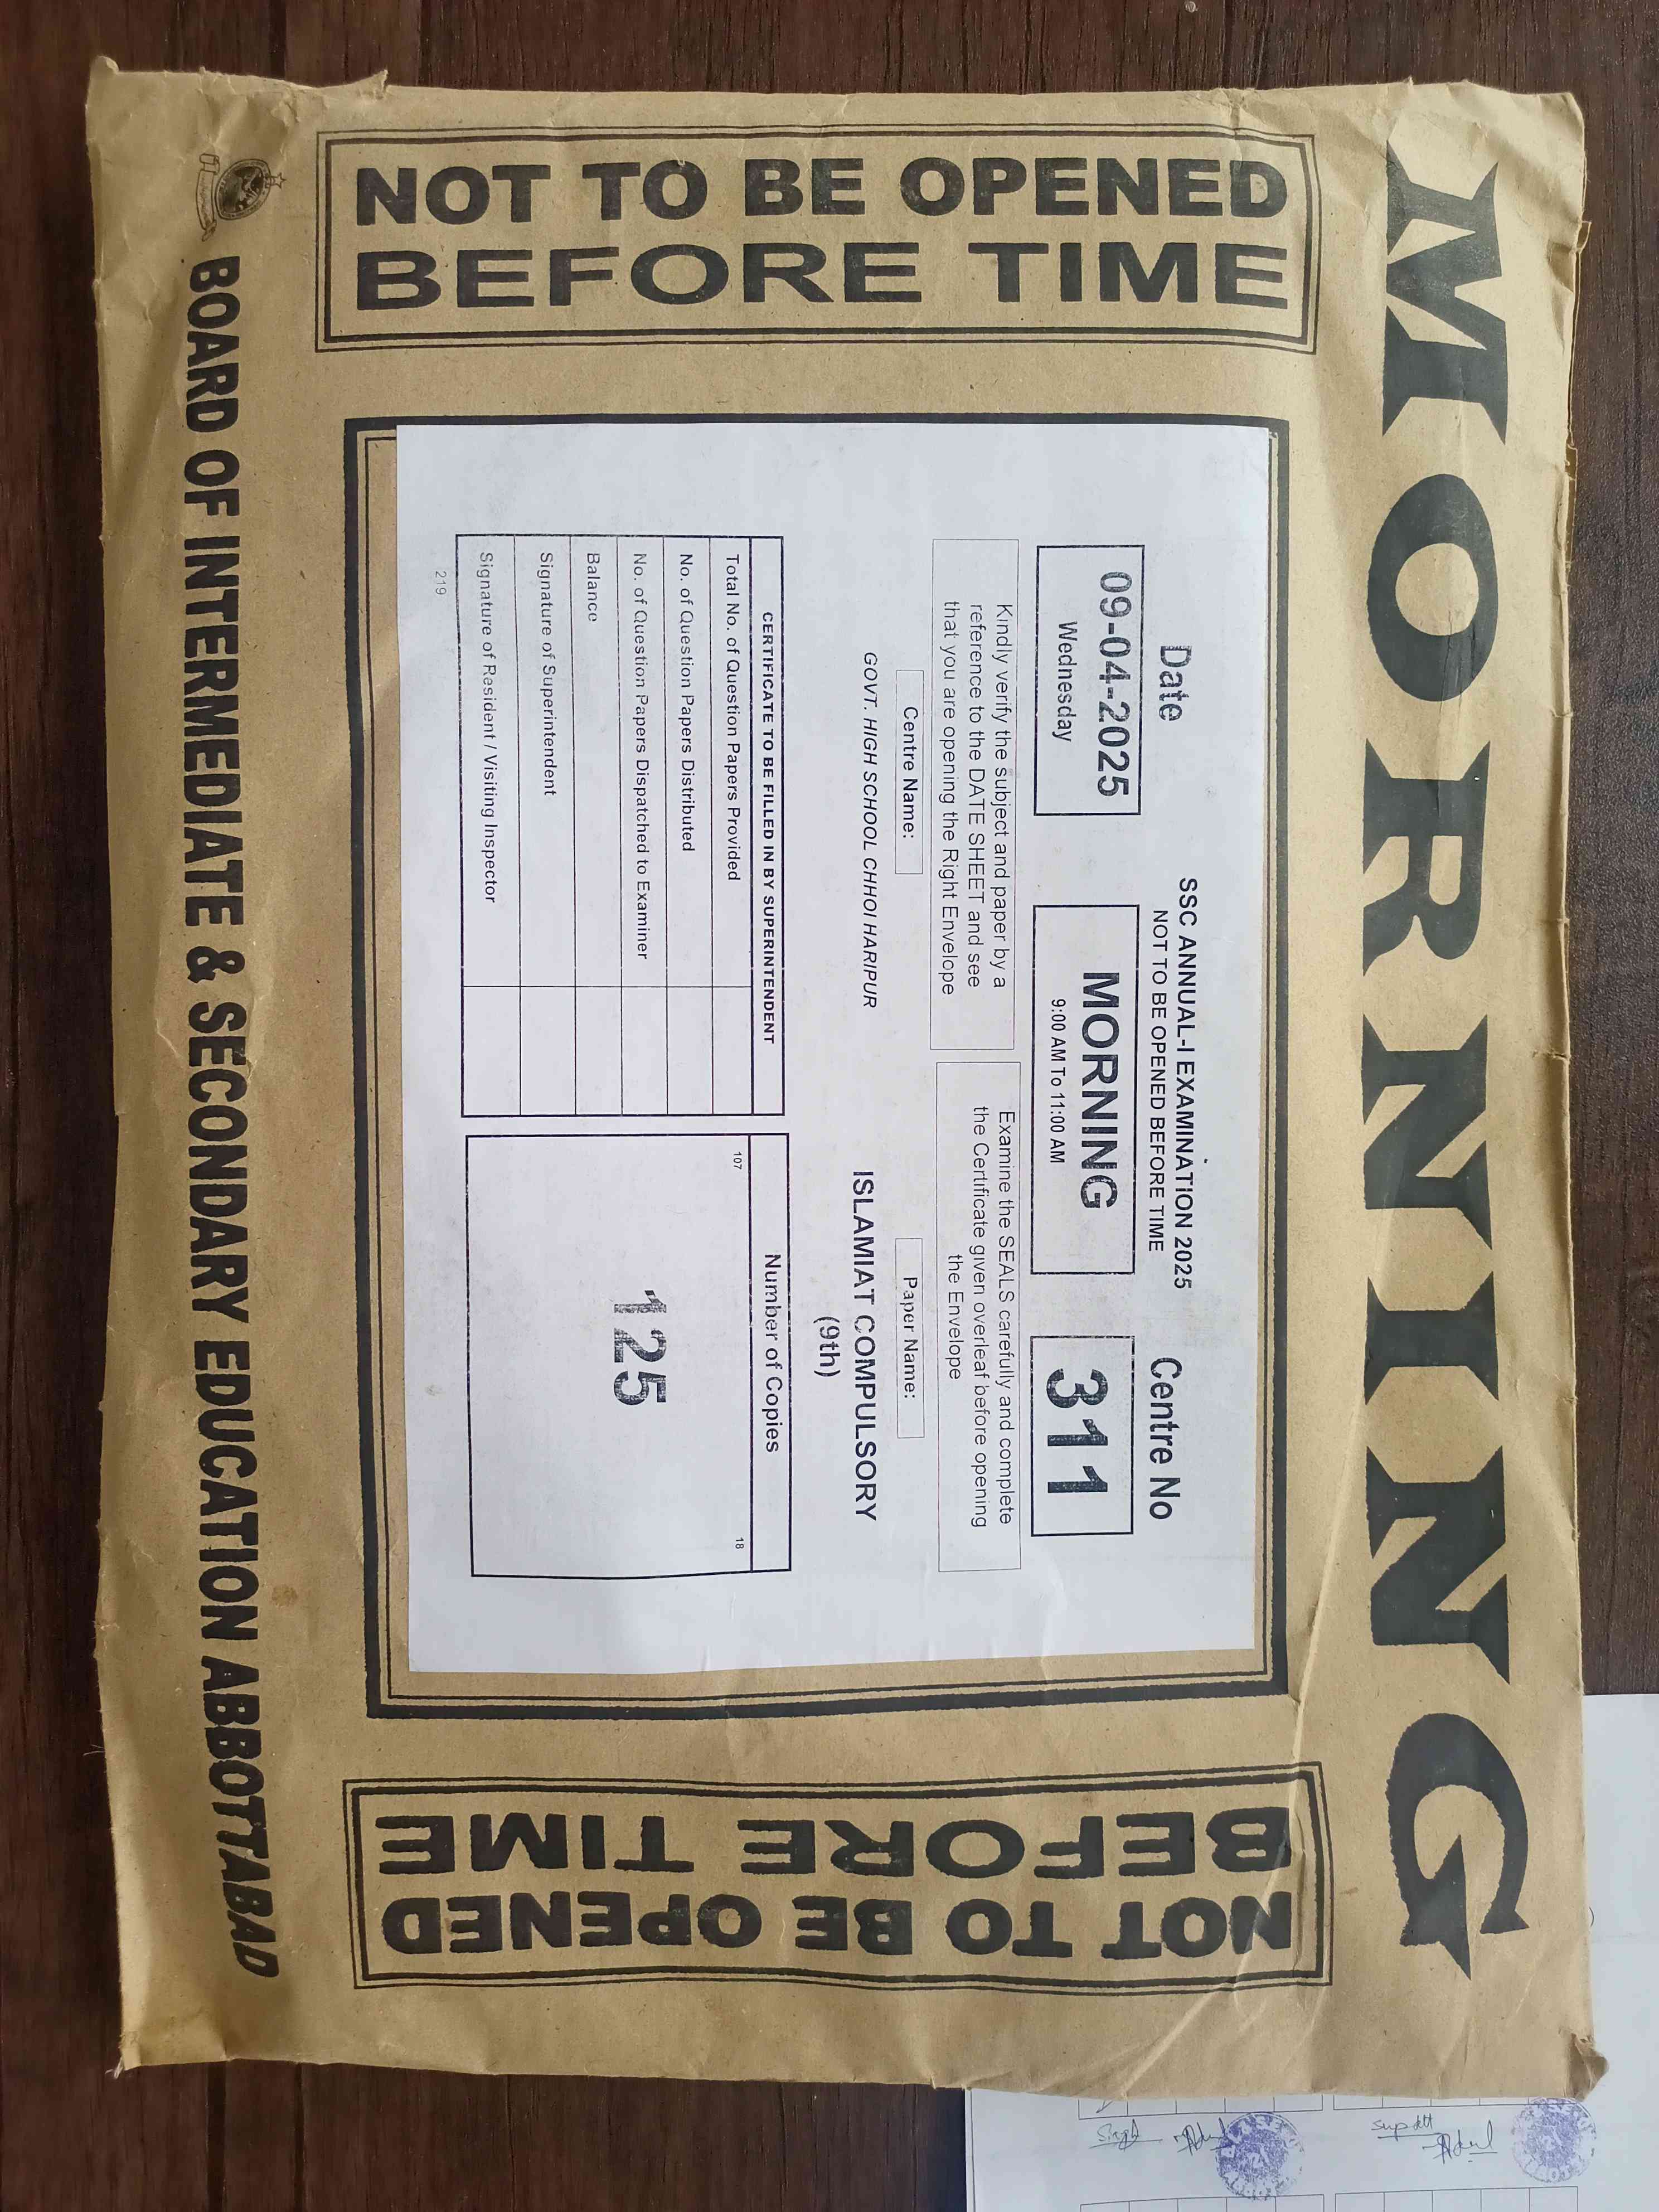 MORNING
NOT TO BE OPENED
BEFORE TIME
SSC ANNUAL-I EXAMINATION 2025
NOT TO BE OPENED BEFORE TIME
Date
09-04-2025
Wednesday
MORNING
9:00 AM To 11:00 AM
Centre No
311
Kindly verify the subject and paper by a
reference to the DATE SHEET and see
that you are opening the Right Envelope
Examine the SEALS carefully and complete
the Certificate given overleaf before opening
the Envelope
Centre Name:
GOVT. HIGH SCHOOL CHHOI HARIPUR
Paper Name:
ISLAMIAT COMPULSORY
(9th)
CERTIFICATE TO BE FILLED IN BY SUPERINTENDENT
Total No. of Question Papers Provided
No. of Question Papers Distributed
No. of Question Papers Dispatched to Examiner
Balance
Signature of Superintendent
Signature of Resident / Visiting Inspector
219
Number of Copies
107
18
125
NOT TO BE OPENED
BEFORE TIME
BOARD OF INTERMEDIATE & SECONDARY EDUCATION ABBOTTABAD